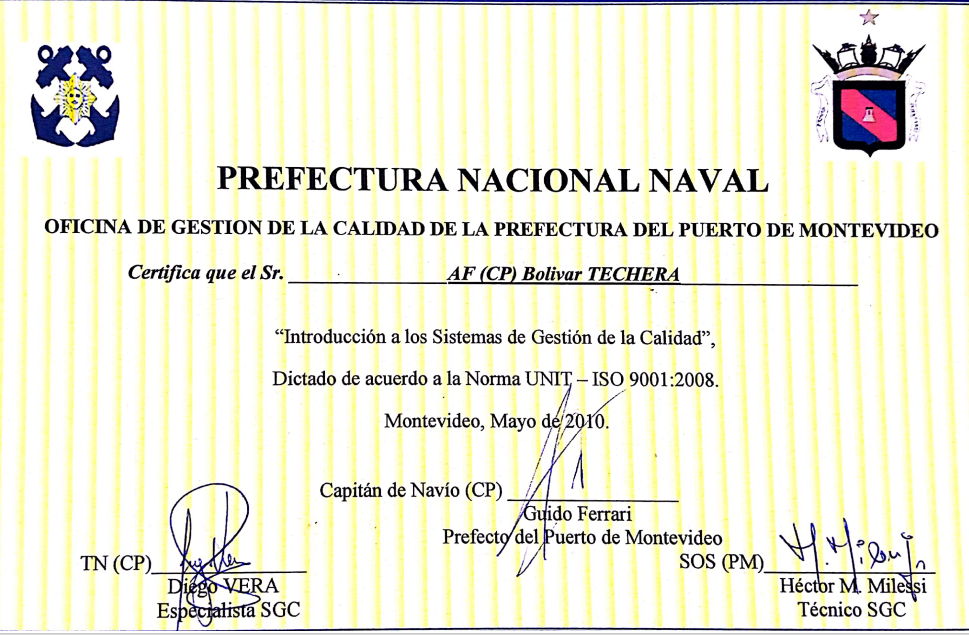 PREFECTURA NACIONAL NAVAL
OFICINA DE GESTION DE LA CALIDAD DE LA PREFECTURA DEL PUERTO DE MONTEVIDEO
Certifica que el Sr. AF (CP) Bolivar TECHERA
“Introducción a los Sistemas de Gestión de la Calidad”,
Dictado de acuerdo a la Norma UNIT – ISO 9001:2008.
Montevideo, Mayo de 2010.
Capitán de Navío (CP)
Guido Ferrari
Prefecto del Puerto de Montevideo
TN (CP)
Diego VERA
Especialista SGC
SOS (PM)
Héctor M. Milessi
Técnico SGC